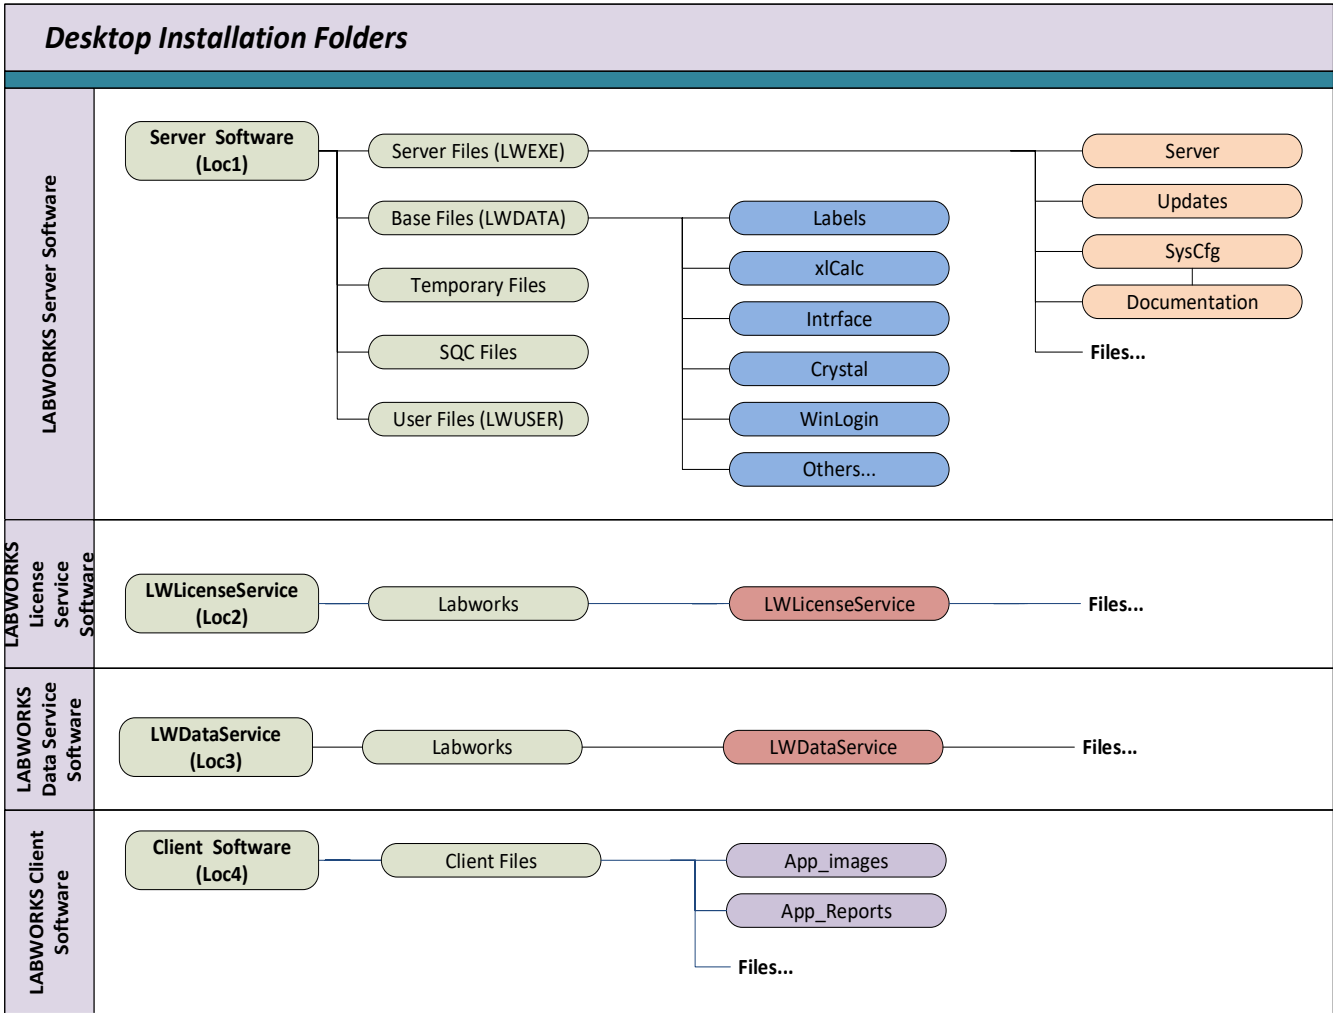 Desktop Installation Folders
LABWORKS Server Software
Server Software
(Loc1)
Server Files (LWEXE)
Base Files (LWDATA)
Temporary Files
SQC Files
User Files (LWUSER)
Labels
xlCalc
Intrface
Crystal
WinLogin
Others...
Server
Updates
SysCfg
Documentation
Files...
LABWORKS
License
Service
Software
LWLicenseService
(Loc2)
Labworks
LWLicenseService
Files...
LABWORKS
Data Service
Software
LWDataService
(Loc3)
Labworks
LWDataService
Files...
LABWORKS Client
Software
Client Software
(Loc4)
Client Files
App_images
App_Reports
Files...